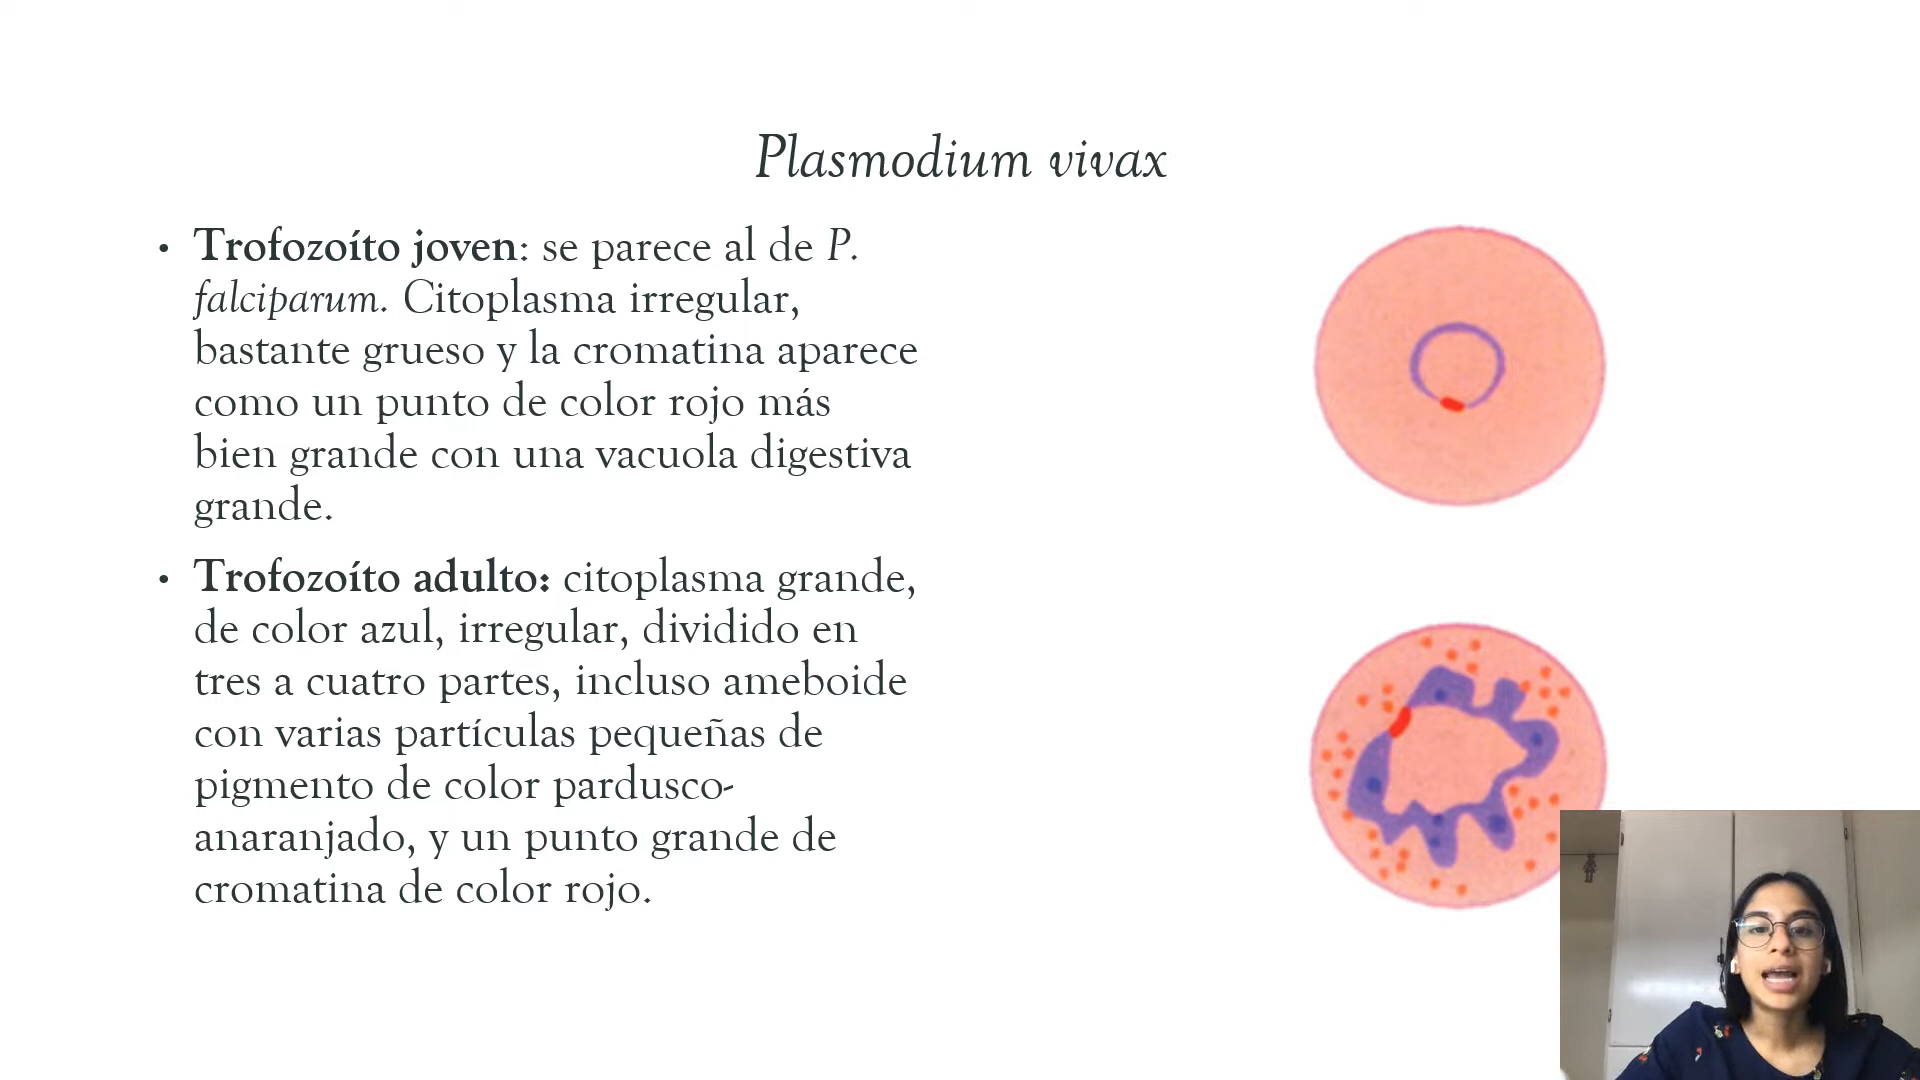 Plasmodium vivax
• Trofozoíto joven: se parece al de P.
falciparum. Citoplasma irregular,
bastante grueso y la cromatina aparece
como un punto de color rojo más
bien grande con una vacuola digestiva
grande.
• Trofozoíto adulto: citoplasma grande,
de color azul, irregular, dividido en
tres a cuatro partes, incluso ameboide
con varias partículas pequeñas de
pigmento de color pardusco-
anaranjado, y un punto grande de
cromatina de color rojo.